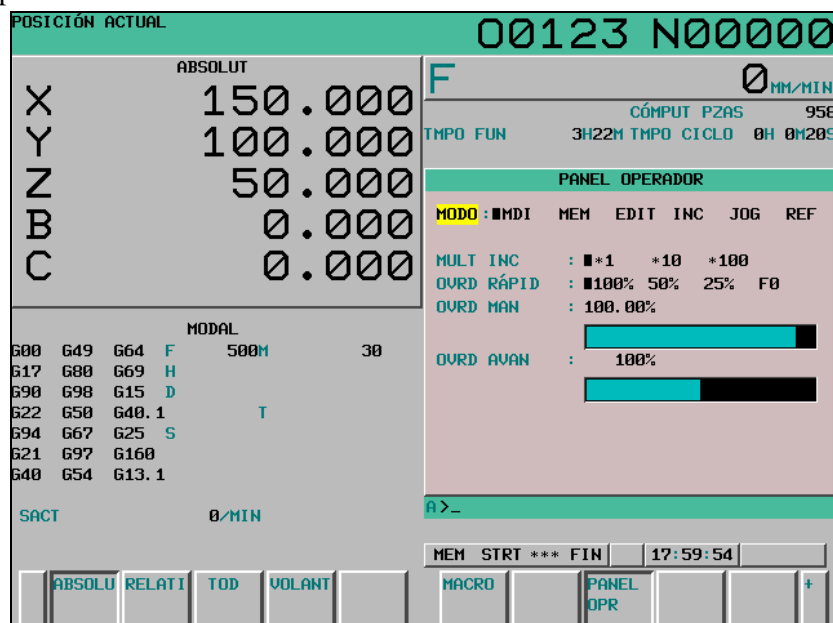 POSICIÓN ACTUAL
O0123 N00000
ABSOLUT
X 150.000
Y 100.000
Z 50.000
B 0.000
C 0.000
F 0 MM/MIN
CÓMPUT PZAS 958
TMPO FUN 3H22M TMPO CICLO 0H 0M20S
PANEL OPERADOR
MODO : MDI MEM EDIT INC JOG REF
MULT INC : *1 *10 *100
OVRD RÁPID : 100% 50% 25% F0
OVRD MAN : 100.00%
OVRD AVAN : 100%
MODAL
G00 G49 G64 F 500 M 30
G17 G80 G69 H
G90 G98 G15 D
G22 G50 G40.1 T
G94 G67 G25 S
G21 G97 G160
G40 G54 G13.1
SACT 0/MIN
A>_
MEM STRT *** FIN 17:59:54
ABSOLU RELATI TOD VOLANT MACRO PANEL OPR +